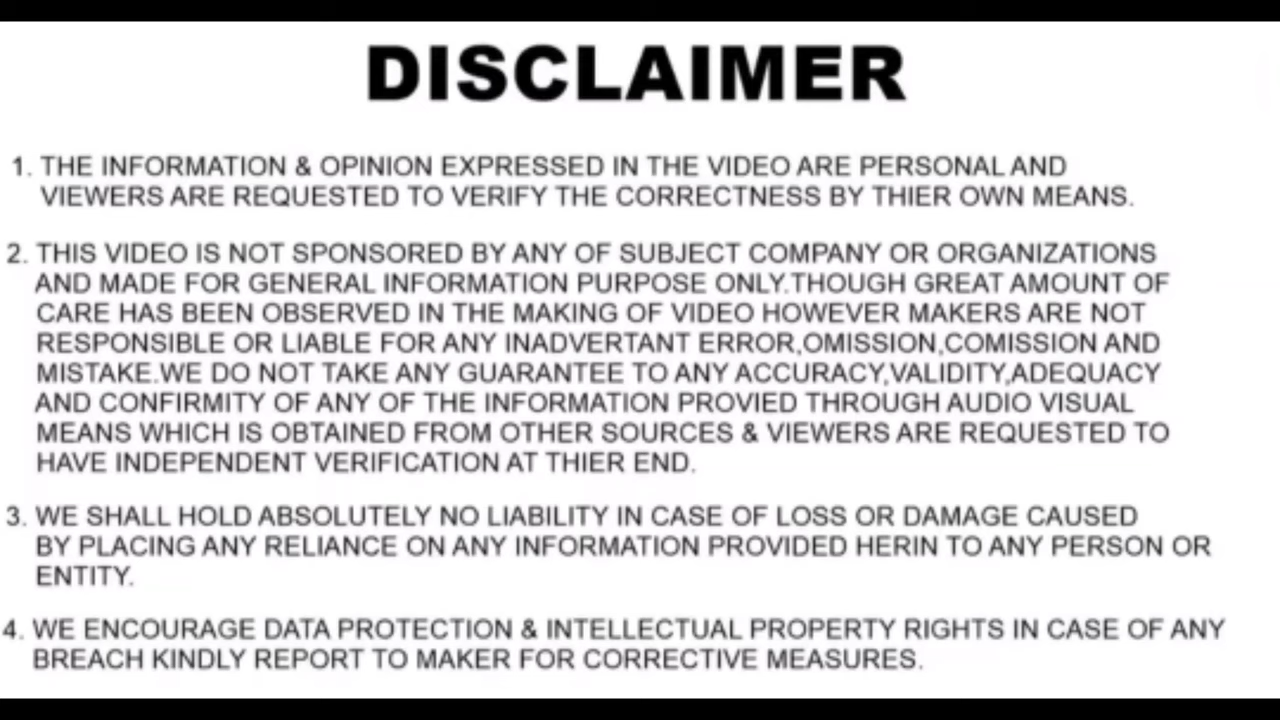 DISCLAIMER
1. THE INFORMATION & OPINION EXPRESSED IN THE VIDEO ARE PERSONAL AND
VIEWERS ARE REQUESTED TO VERIFY THE CORRECTNESS BY THIER OWN MEANS.
2. THIS VIDEO IS NOT SPONSORED BY ANY OF SUBJECT COMPANY OR ORGANIZATIONS
AND MADE FOR GENERAL INFORMATION PURPOSE ONLY.THOUGH GREAT AMOUNT OF
CARE HAS BEEN OBSERVED IN THE MAKING OF VIDEO HOWEVER MAKERS ARE NOT
RESPONSIBLE OR LIABLE FOR ANY INADVERTANT ERROR,OMISSION,COMISSION AND
MISTAKE.WE DO NOT TAKE ANY GUARANTEE TO ANY ACCURACY,VALIDITY,ADEQUACY
AND CONFIRMITY OF ANY OF THE INFORMATION PROVIED THROUGH AUDIO VISUAL
MEANS WHICH IS OBTAINED FROM OTHER SOURCES & VIEWERS ARE REQUESTED TO
HAVE INDEPENDENT VERIFICATION AT THIER END.
3. WE SHALL HOLD ABSOLUTELY NO LIABILITY IN CASE OF LOSS OR DAMAGE CAUSED
BY PLACING ANY RELIANCE ON ANY INFORMATION PROVIDED HERIN TO ANY PERSON OR
ENTITY.
4. WE ENCOURAGE DATA PROTECTION & INTELLECTUAL PROPERTY RIGHTS IN CASE OF ANY
BREACH KINDLY REPORT TO MAKER FOR CORRECTIVE MEASURES.